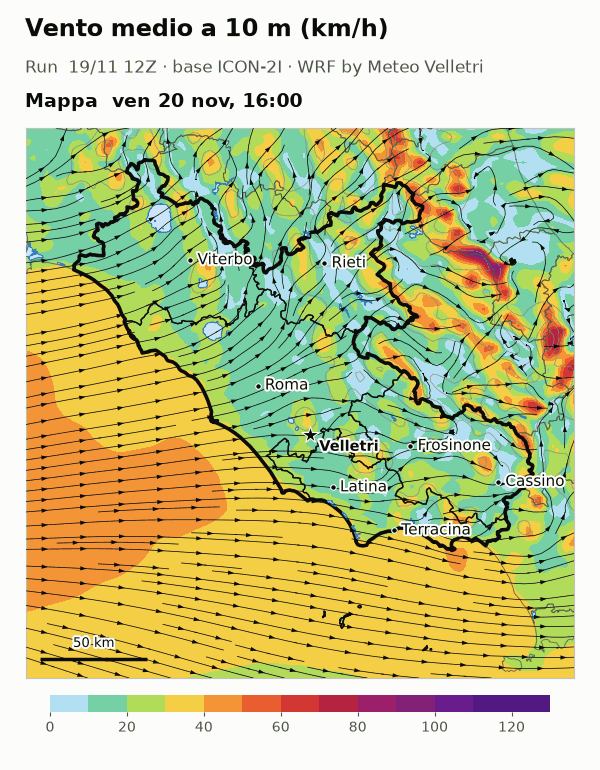 Vento medio a 10 m (km/h)
Run  19/11 12Z · base ICON-2I · WRF by Meteo Velletri
Mappa  ven 20 nov, 16:00
Viterbo
Rieti
Roma
Velletri
Frosinone
Latina
Cassino
Terracina
50 km
0 20 40 60 80 100 120